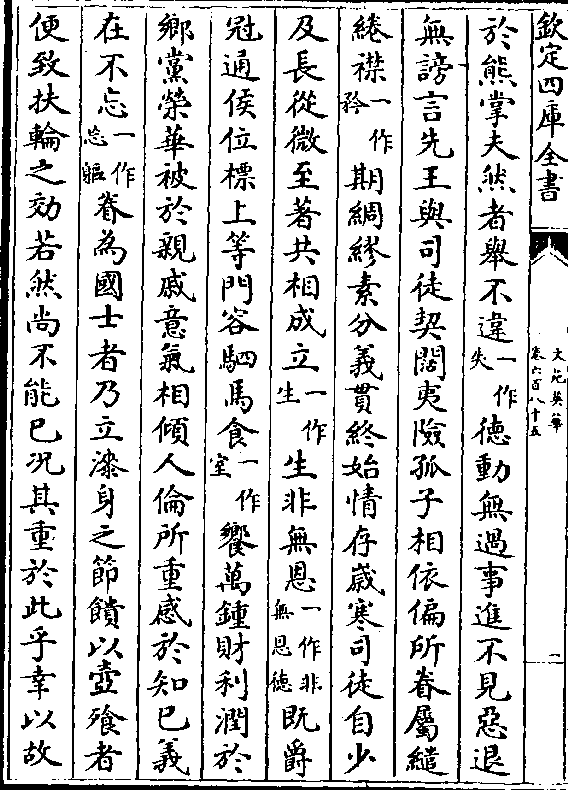 欽定四庫全書
文苑英華
卷六百八十五
一
於熊掌夫然者舉不違一作失德動無過事進不見惡退
無謗言先王與司徒契闊夷險孤子相依偏所眷屬繾
綣襟一作矜期綢繆素分義貫終始情存歲寒司徒自少
及長從微至著共相成立一作生生非無恩一作非無恩德既爵
冠通侯位標上等門容駟馬食一作室饗萬鍾財利潤於
鄉黨榮華被於親戚意氣相傾人倫所重感於知已義
在不忘一作忘軀眷為國士者乃立漆身之節饋以壺飱者
便致扶輪之效若然尚不能已况其重於此乎幸以故